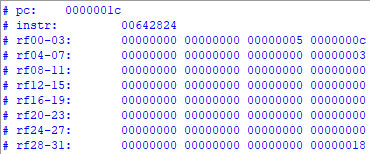 # pc: 0000001c
# instr: 00642824
# rf00-03: 00000000 00000000 00000005 0000000c
# rf04-07: 00000000 00000000 00000000 00000003
# rf08-11: 00000000 00000000 00000000 00000000
# rf12-15: 00000000 00000000 00000000 00000000
# rf16-19: 00000000 00000000 00000000 00000000
# rf20-23: 00000000 00000000 00000000 00000000
# rf24-27: 00000000 00000000 00000000 00000000
# rf28-31: 00000000 00000000 00000000 00000018